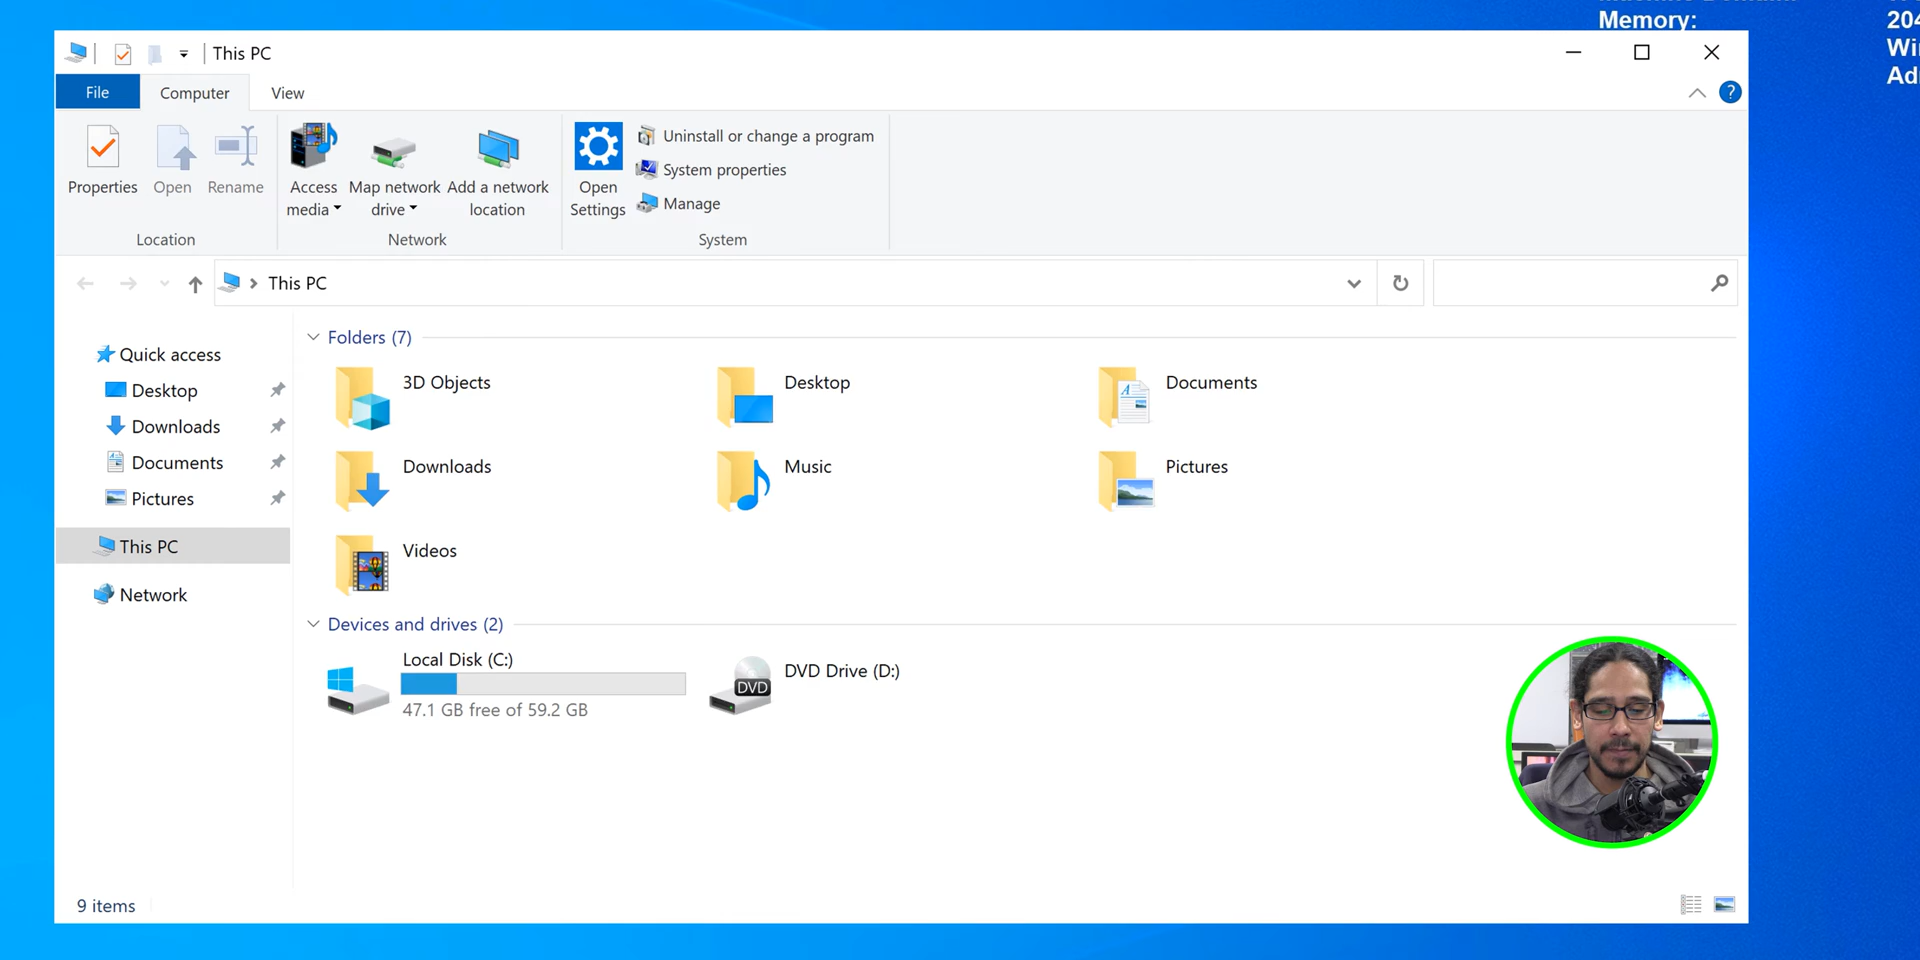 Memory:
204
Wi
Ad
This PC
File
Computer
View
?
Properties
Open
Rename
Access media
Map network drive
Add a network location
Open Settings
Uninstall or change a program
System properties
Manage
Location
Network
System
This PC
Quick access
Desktop
Downloads
Documents
Pictures
This PC
Network
Folders (7)
3D Objects
Desktop
Documents
Downloads
Music
Pictures
Videos
Devices and drives (2)
Local Disk (C:)
47.1 GB free of 59.2 GB
DVD
DVD Drive (D:)
9 items